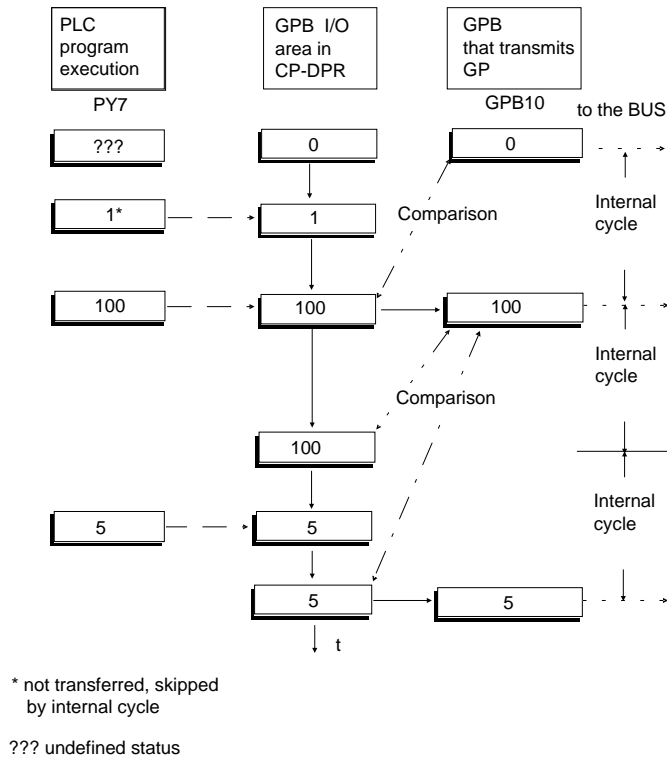 PLC
program
execution
GPB I/O
area in
CP-DPR
GPB
that transmits
GP
PY7
GPB10
to the BUS
???
0
0
1*
1
Comparison
Internal
cycle
100
100
100
Internal
cycle
Comparison
100
5
5
Internal
cycle
5
5
t
* not transferred, skipped
by internal cycle
??? undefined status